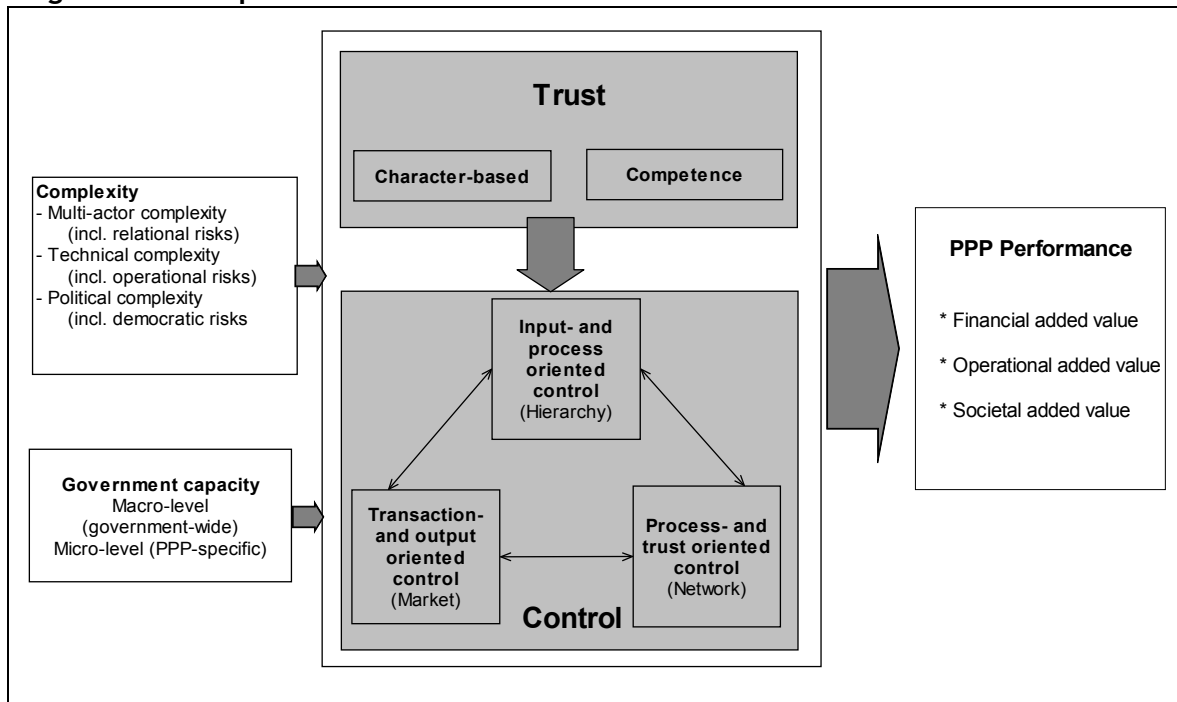 Trust
Character-based
Competence
Complexity
- Multi-actor complexity
(incl. relational risks)
- Technical complexity
(incl. operational risks)
- Political complexity
(incl. democratic risks
Government capacity
Macro-level
(government-wide)
Micro-level (PPP-specific)
Input- and
process
oriented
control
(Hierarchy)
Transaction-
and output
oriented
control
(Market)
Process- and
trust oriented
control
(Network)
Control
PPP Performance
* Financial added value
* Operational added value
* Societal added value